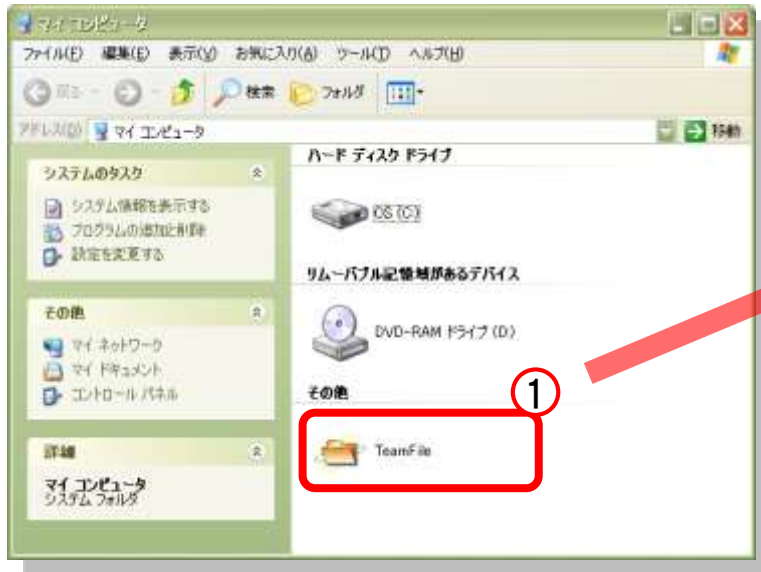 マイ コンピュータ
ファイル(F) 編集(E) 表示(V) お気に入り(A) ツール(T) ヘルプ(H)
戻る 検索 フォルダ
アドレス(D) マイ コンピュータ 移動
システムのタスク
システム情報を表示する
プログラムの追加と削除
設定を変更する
その他
マイ ネットワーク
マイ ドキュメント
コントロール パネル
詳細
マイ コンピュータ
システム フォルダ
ハード ディスク ドライブ
OS (C:)
リムーバブル記憶域があるデバイス
DVD-RAM ドライブ (D:)
その他
①
TeamFile